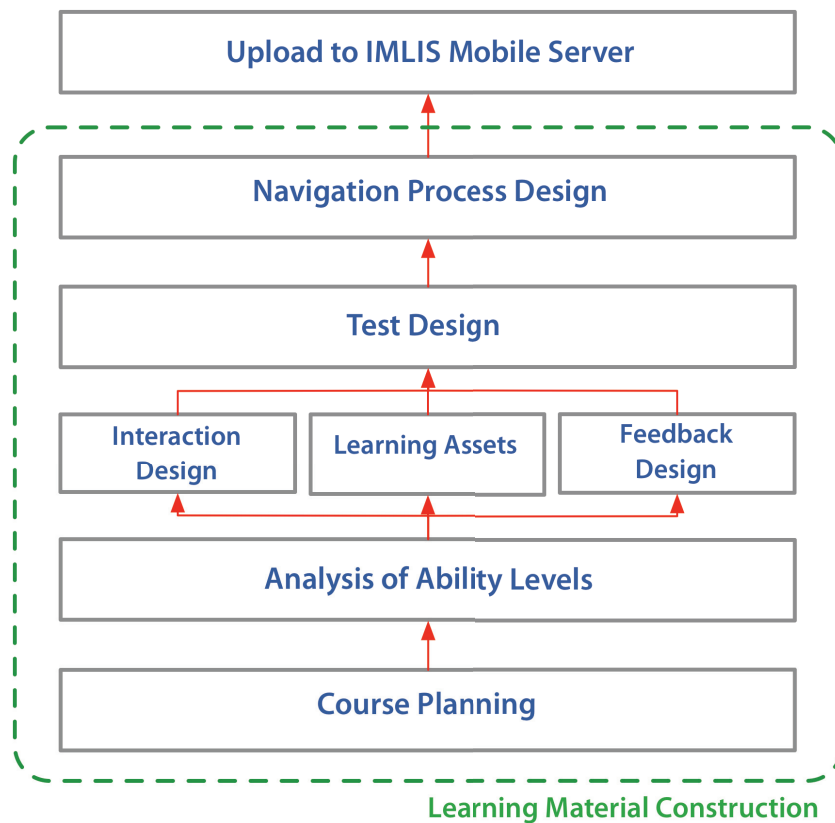 Upload to IMLIS Mobile Server
Navigation Process Design
Test Design
Interaction
Design
Learning Assets
Feedback
Design
Analysis of Ability Levels
Course Planning
Learning Material Construction